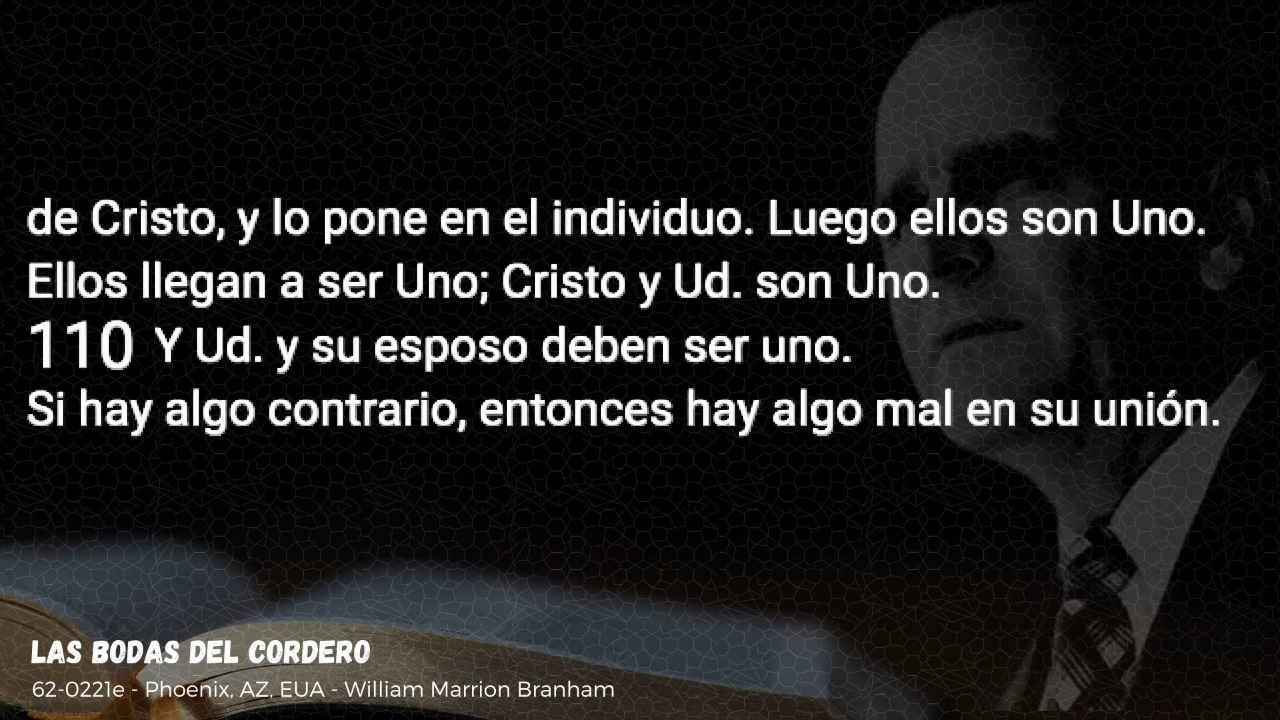 de Cristo, y lo pone en el individuo. Luego ellos son Uno.
Ellos llegan a ser Uno; Cristo y Ud. son Uno.
110 Y Ud. y su esposo deben ser uno.
Si hay algo contrario, entonces hay algo mal en su unión.
LAS BODAS DEL CORDERO
62-0221e - Phoenix, AZ, EUA - William Marrion Branham